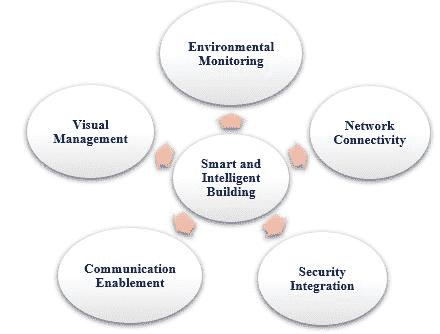 Environmental
Monitoring
Visual
Management
Network
Connectivity
Smart and
Intelligent
Building
Communication
Enablement
Security
Integration